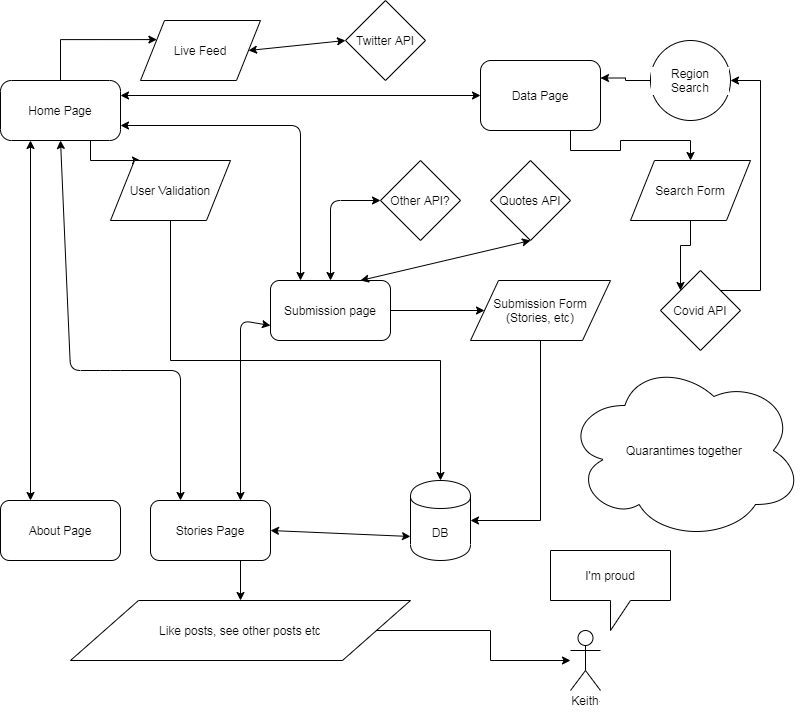 Live Feed
Twitter API
Home Page
Data Page
Region
Search
User Validation
Other API?
Quotes API
Search Form
Submission page
Submission Form
(Stories, etc)
Covid API
Quarantimes together
About Page
Stories Page
DB
I'm proud
Like posts, see other posts etc
Keith